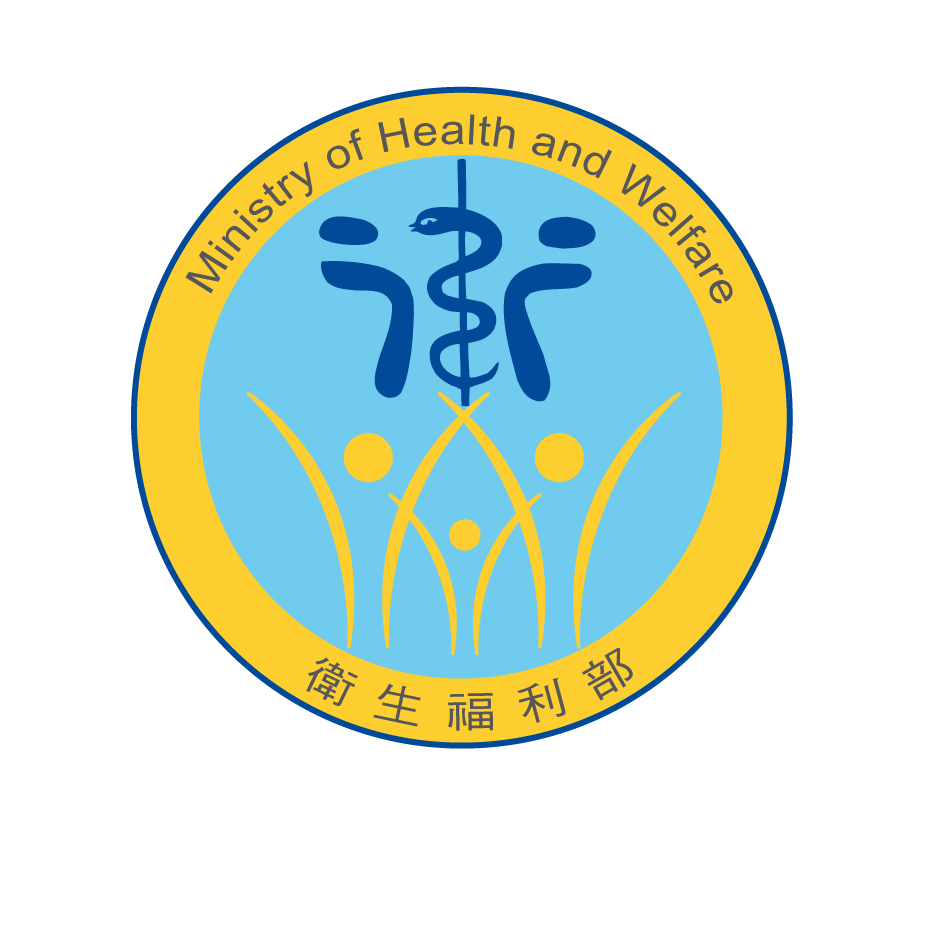 Ministry of Health and Welfare
衛生福利部